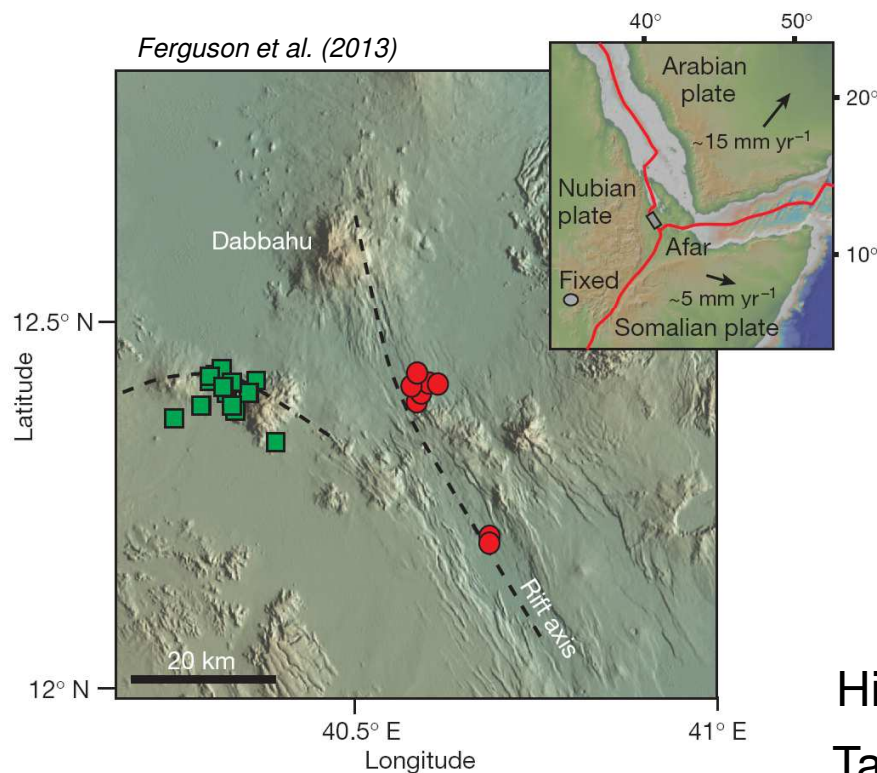 Ferguson et al. (2013)
40°
50°
Arabian
plate
20°
~15 mm yr⁻¹
Nubian
plate
Afar
10°
Fixed
~5 mm yr⁻¹
Somalian plate
Dabbahu
12.5° N
Latitude
Rift axis
20 km
12° N
40.5° E
41° E
Longitude
Hi
Ta